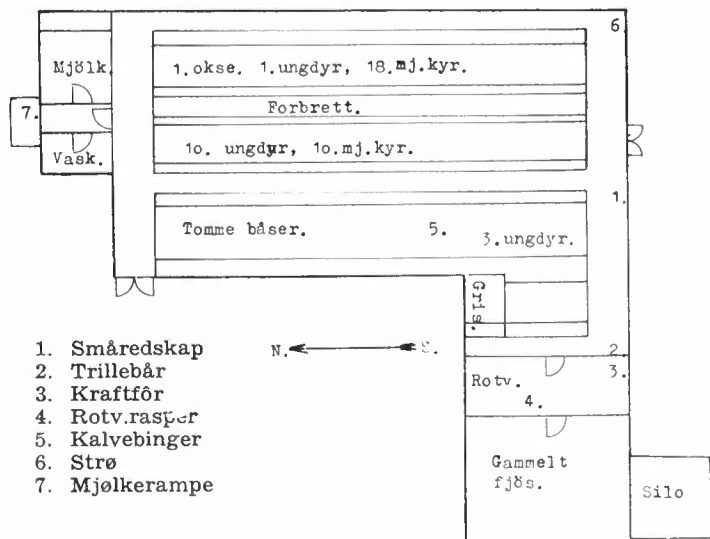 6.
Mjölk.
1.okse. 1.ungdyr, 18.mj.kyr.
7.
Forbrett.
Vask.
1o. ungdyr, 1o.mj.kyr.
1.
Tomme båser. 5. 3.ungdyr.
Gris.
N. S.
2
3.
Rotv.
4.
Gammelt
fjös.
Silo
1. Småredskap
2. Trillebår
3. Kraftfôr
4. Rotv.rasper
5. Kalvebinger
6. Strø
7. Mjølkerampe